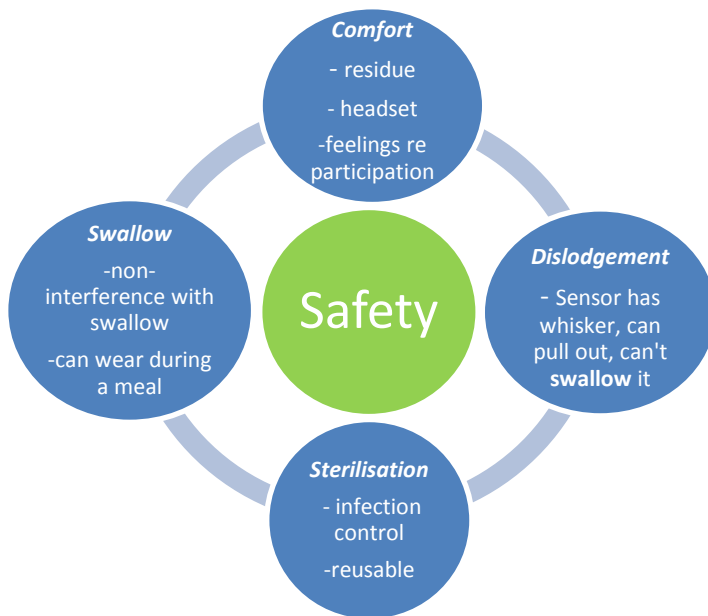 Comfort
- residue
- headset
-feelings re
participation
Swallow
-non-
interference with
swallow
-can wear during
a meal
Safety
Dislodgement
- Sensor has
whisker, can
pull out, can't
swallow it
Sterilisation
- infection
control
-reusable